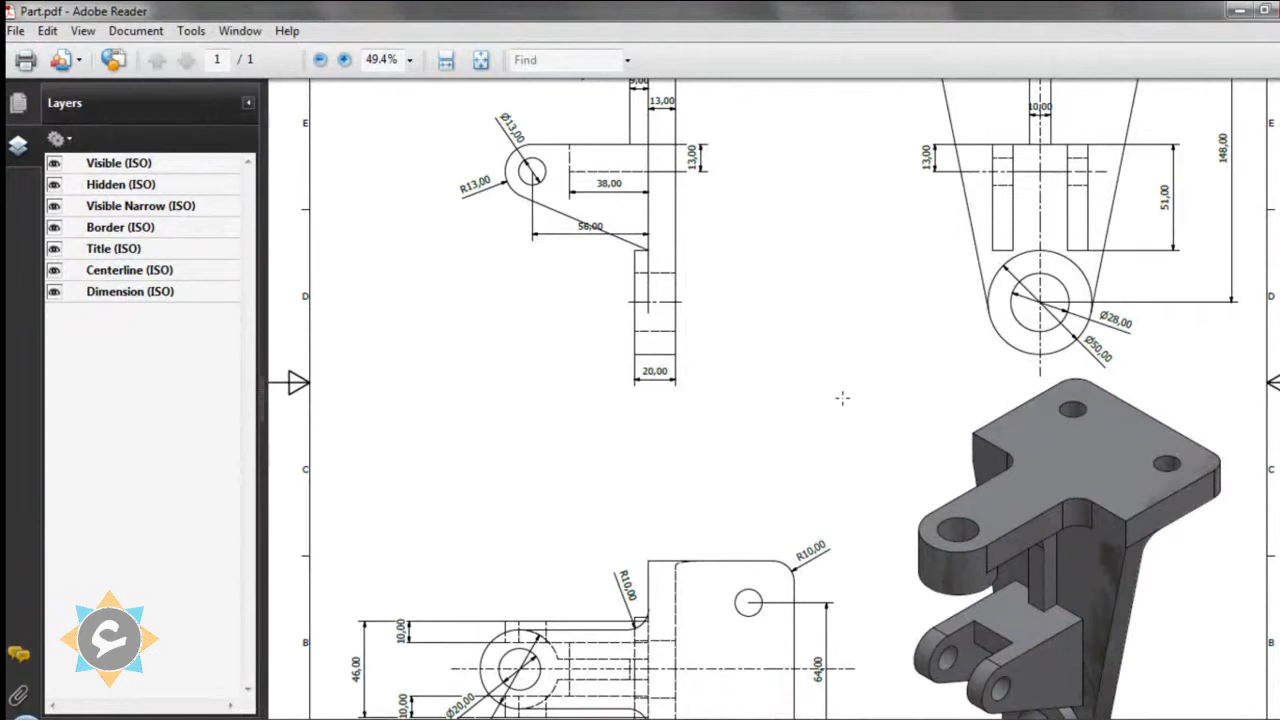 Part.pdf - Adobe Reader
File Edit View Document Tools Window Help
1 / 1 49.4% Find
Layers
Visible (ISO)
Hidden (ISO)
Visible Narrow (ISO)
Border (ISO)
Title (ISO)
Centerline (ISO)
Dimension (ISO)
9,00
13,00
10,00
E
E
Ø13,00
R13,00
38,00
13,00
56,00
13,00
148,00
51,00
D
D
Ø28,00
Ø50,00
20,00
C
C
R10,00
R10,00
10,00
46,00
64,00
B
B
10,00
Ø20,00